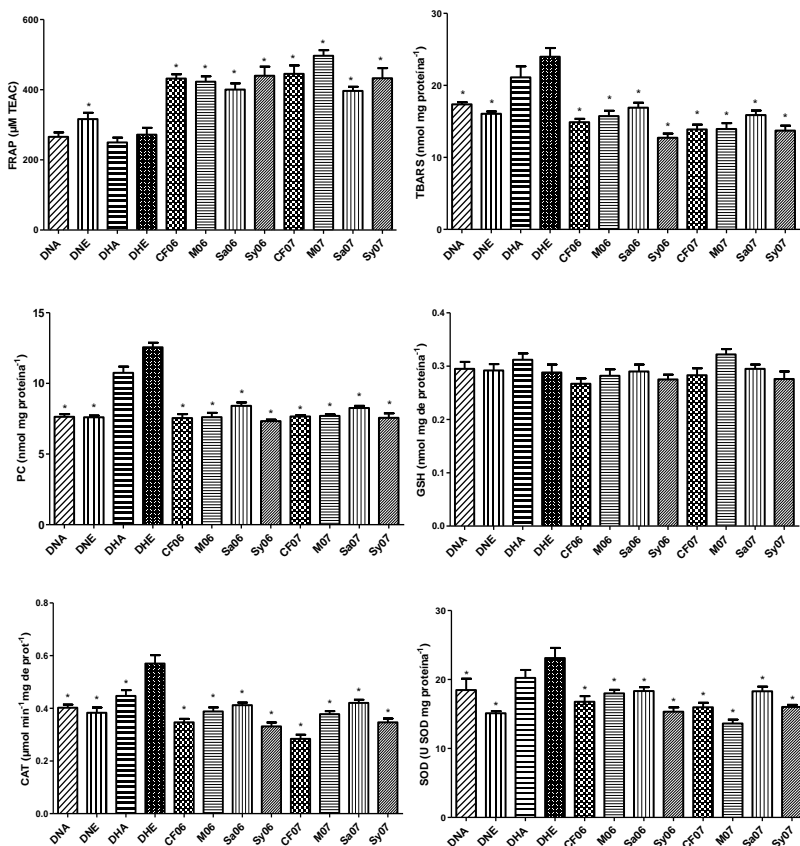 FRAP (µM TEAC)
600
400
200
0
* * * * * * * * *
DNA DNE DHA DHE CF06 M06 Sa06 Sy06 CF07 M07 Sa07 Sy07
TBARS (nmol mg proteína-1)
30
20
10
0
* * * * * * * * * *
DNA DNE DHA DHE CF06 M06 Sa06 Sy06 CF07 M07 Sa07 Sy07
PC (nmol mg proteína-1)
15
10
5
0
* * * * * * * * * *
DNA DNE DHA DHE CF06 M06 Sa06 Sy06 CF07 M07 Sa07 Sy07
GSH (nmol mg de proteína-1)
0.4
0.3
0.2
0.1
0.0
DNA DNE DHA DHE CF06 M06 Sa06 Sy06 CF07 M07 Sa07 Sy07
CAT (µmol min-1 mg de prot-1)
0.8
0.6
0.4
0.2
0.0
* * * * * * * * * * *
DNA DNE DHA DHE CF06 M06 Sa06 Sy06 CF07 M07 Sa07 Sy07
SOD (U SOD mg proteína-1)
30
20
10
0
* * * * * * * * * *
DNA DNE DHA DHE CF06 M06 Sa06 Sy06 CF07 M07 Sa07 Sy07